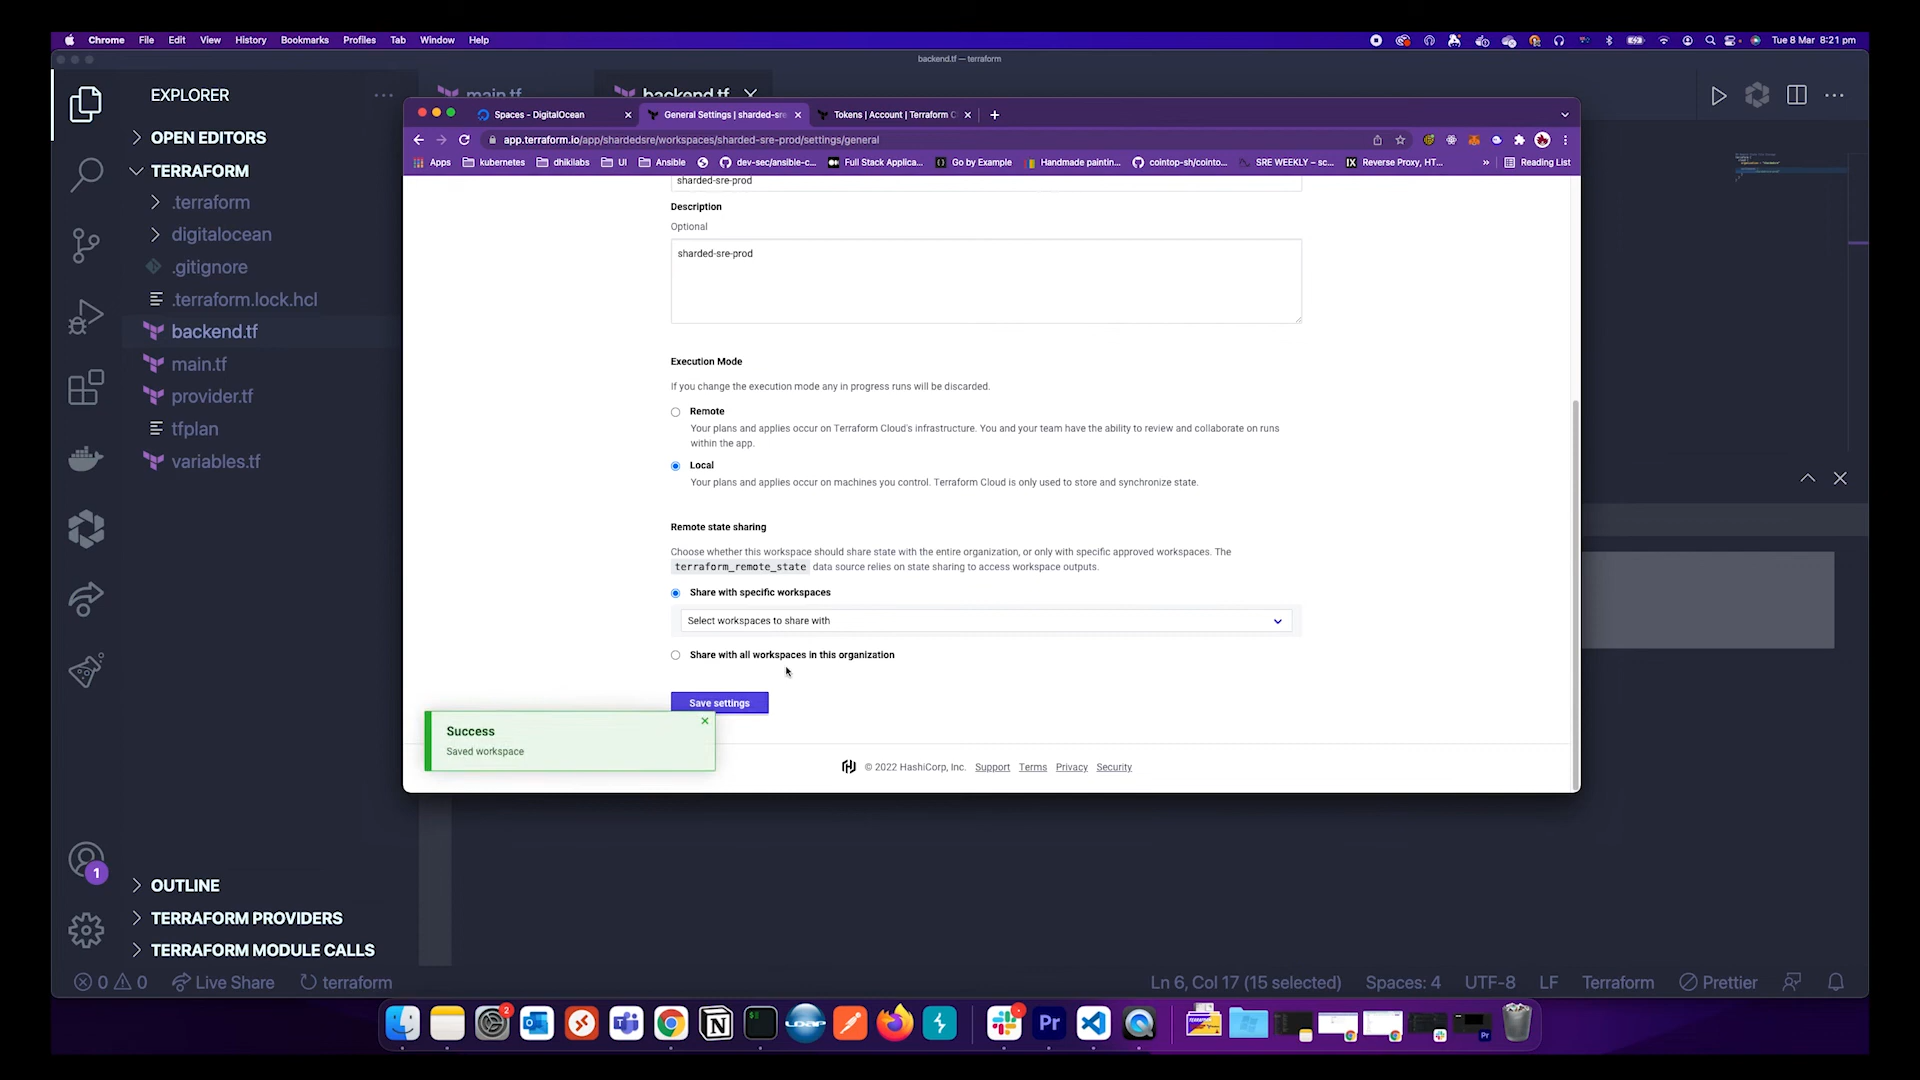 Chrome File Edit View History Bookmarks Profiles Tab Window Help
Tue 8 Mar 8:21 pm
backend.tf — terraform
EXPLORER
main.tf
backend.tf
OPEN EDITORS
TERRAFORM
.terraform
digitalocean
.gitignore
.terraform.lock.hcl
backend.tf
main.tf
provider.tf
tfplan
variables.tf
Spaces - DigitalOcean
General Settings | sharded-sre
Tokens | Account | Terraform C
app.terraform.io/app/shardedsre/workspaces/sharded-sre-prod/settings/general
Apps kubernetes dhikilabs UI Ansible dev-sec/ansible-c... Full Stack Applica... Go by Example Handmade paintin... cointop-sh/cointo... SRE WEEKLY – sc... Reverse Proxy, HT... » Reading List
sharded-sre-prod
Description
Optional
sharded-sre-prod
Execution Mode
If you change the execution mode any in progress runs will be discarded.
Remote
Your plans and applies occur on Terraform Cloud's infrastructure. You and your team have the ability to review and collaborate on runs
within the app.
Local
Your plans and applies occur on machines you control. Terraform Cloud is only used to store and synchronize state.
Remote state sharing
Choose whether this workspace should share state with the entire organization, or only with specific approved workspaces. The
terraform_remote_state data source relies on state sharing to access workspace outputs.
Share with specific workspaces
Select workspaces to share with
Share with all workspaces in this organization
Save settings
Success
Saved workspace
© 2022 HashiCorp, Inc. Support Terms Privacy Security
1
OUTLINE
TERRAFORM PROVIDERS
TERRAFORM MODULE CALLS
0 0 Live Share terraform
Ln 6, Col 17 (15 selected) Spaces: 4 UTF-8 LF Terraform Prettier
2
LDAP
Pr